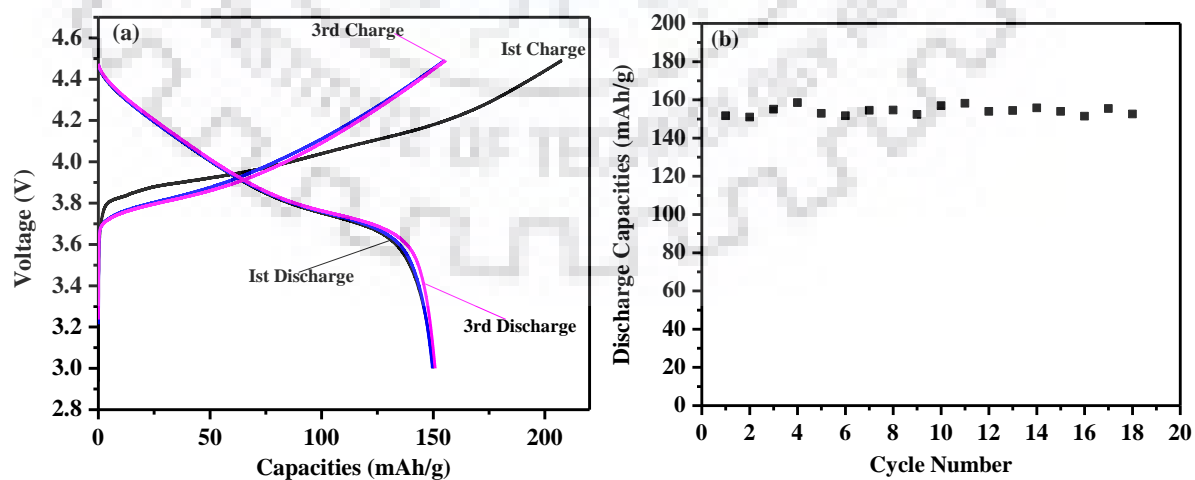 (a)
3rd Charge
Ist Charge
Ist Discharge
3rd Discharge
4.6
4.4
4.2
4.0
3.8
3.6
3.4
3.2
3.0
2.8
Voltage (V)
0 50 100 150 200
Capacities (mAh/g)
(b)
200
180
160
140
120
100
80
60
40
20
0
Discharge Capacities (mAh/g)
0 2 4 6 8 10 12 14 16 18 20
Cycle Number